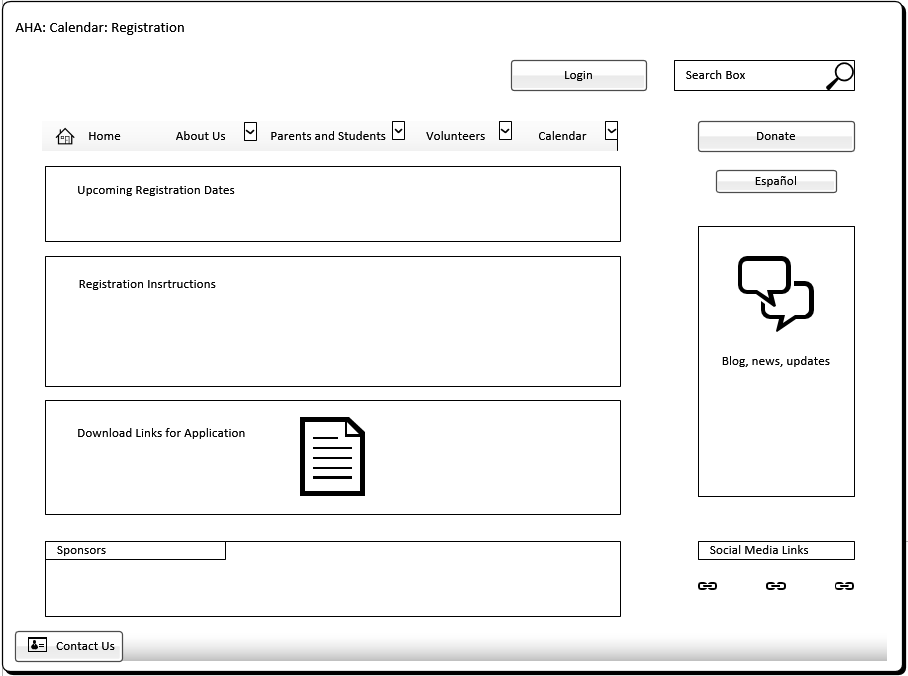 AHA: Calendar: Registration
Login
Search Box
Home
About Us
Parents and Students
Volunteers
Calendar
Donate
Español
Upcoming Registration Dates
Registration Insrtructions
Blog, news, updates
Download Links for Application
Sponsors
Social Media Links
Contact Us